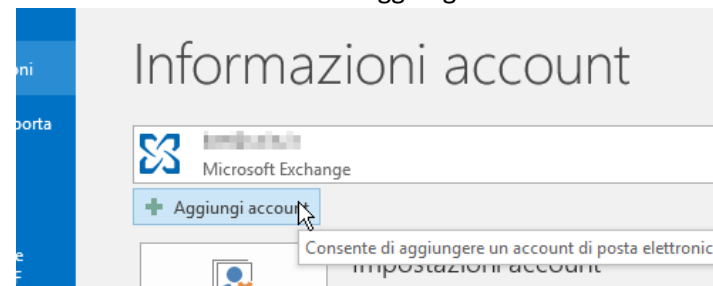 Informazioni account
oni
porta
Microsoft Exchange
Aggiungi account
Consente di aggiungere un account di posta elettronic
Impostazioni account
e
F